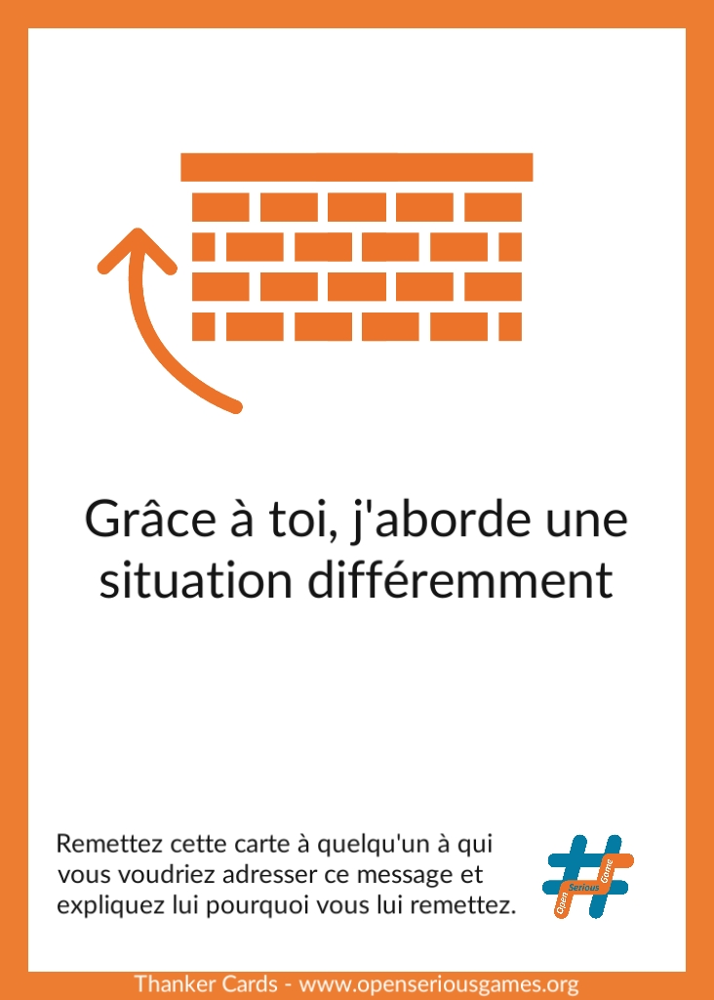 Grâce à toi, j'aborde une
situation différemment
Remettez cette carte à quelqu'un à qui
vous voudriez adresser ce message et
expliquez lui pourquoi vous lui remettez.
Open Serious Game
Thanker Cards - www.openseriousgames.org